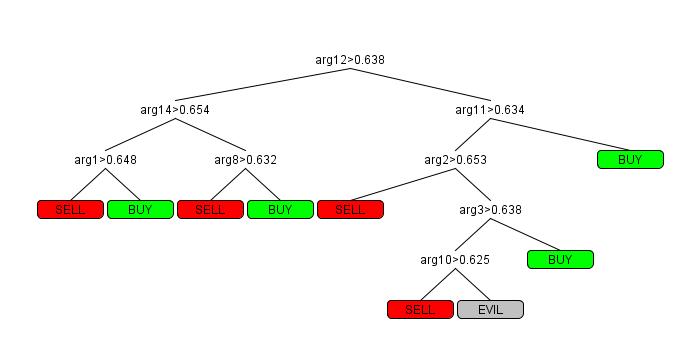 arg12>0.638
arg14>0.654
arg11>0.634
arg1>0.648
arg8>0.632
arg2>0.653
BUY
SELL
BUY
SELL
BUY
SELL
arg3>0.638
arg10>0.625
BUY
SELL
EVIL